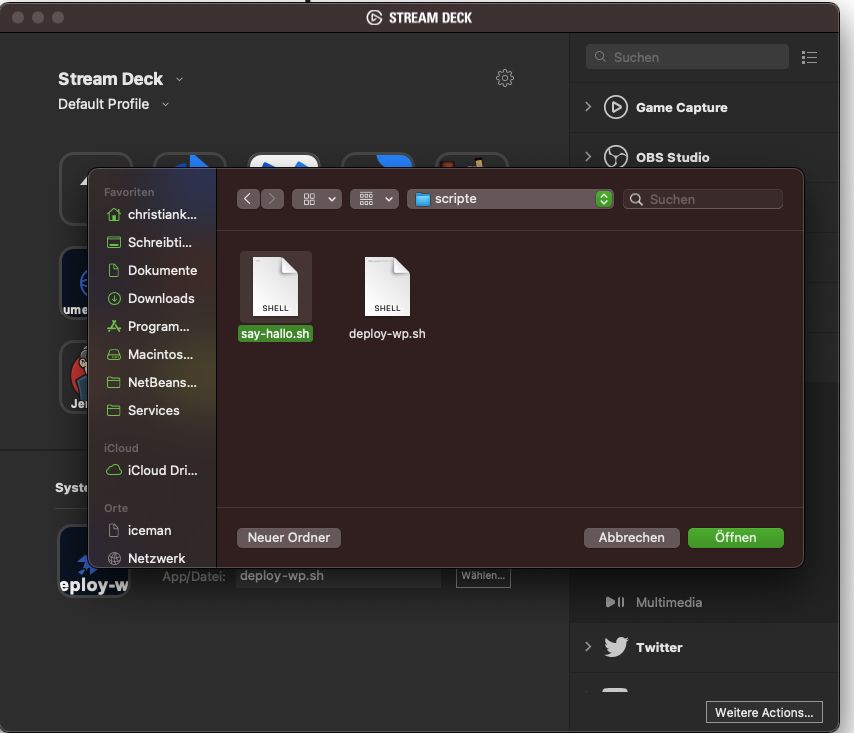 STREAM DECK
Stream Deck
Default Profile
Suchen
Game Capture
OBS Studio
Favoriten
christiank...
Schreibti...
Dokumente
Downloads
Program...
Macintos...
NetBeans...
Services
iCloud
iCloud Dri...
Orte
iceman
Netzwerk
scripte
Suchen
SHELL
SHELL
say-hallo.sh
deploy-wp.sh
Neuer Ordner
Abbrechen
Öffnen
ume
Je
Syste
eploy-w
App/Datei:
deploy-wp.sh
Wählen...
Multimedia
Twitter
Weitere Actions...